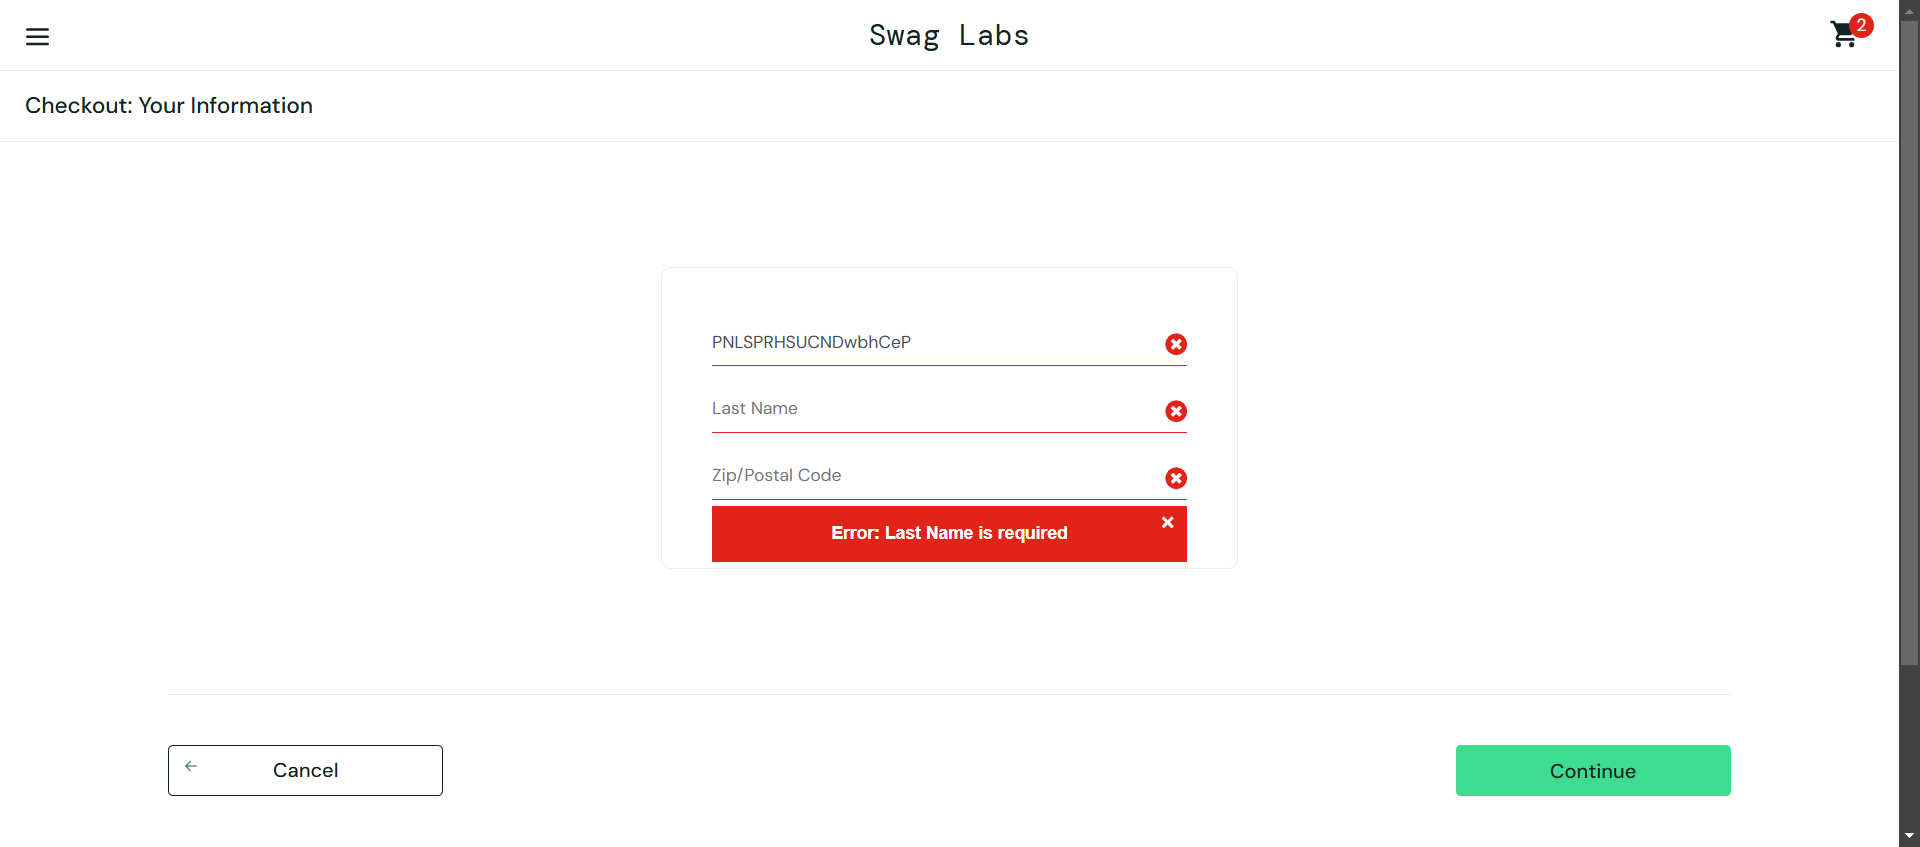 Swag Labs
2
Checkout: Your Information
PNLSPRHSUCNDwbhCeP
Last Name
Zip/Postal Code
Error: Last Name is required
Cancel
Continue